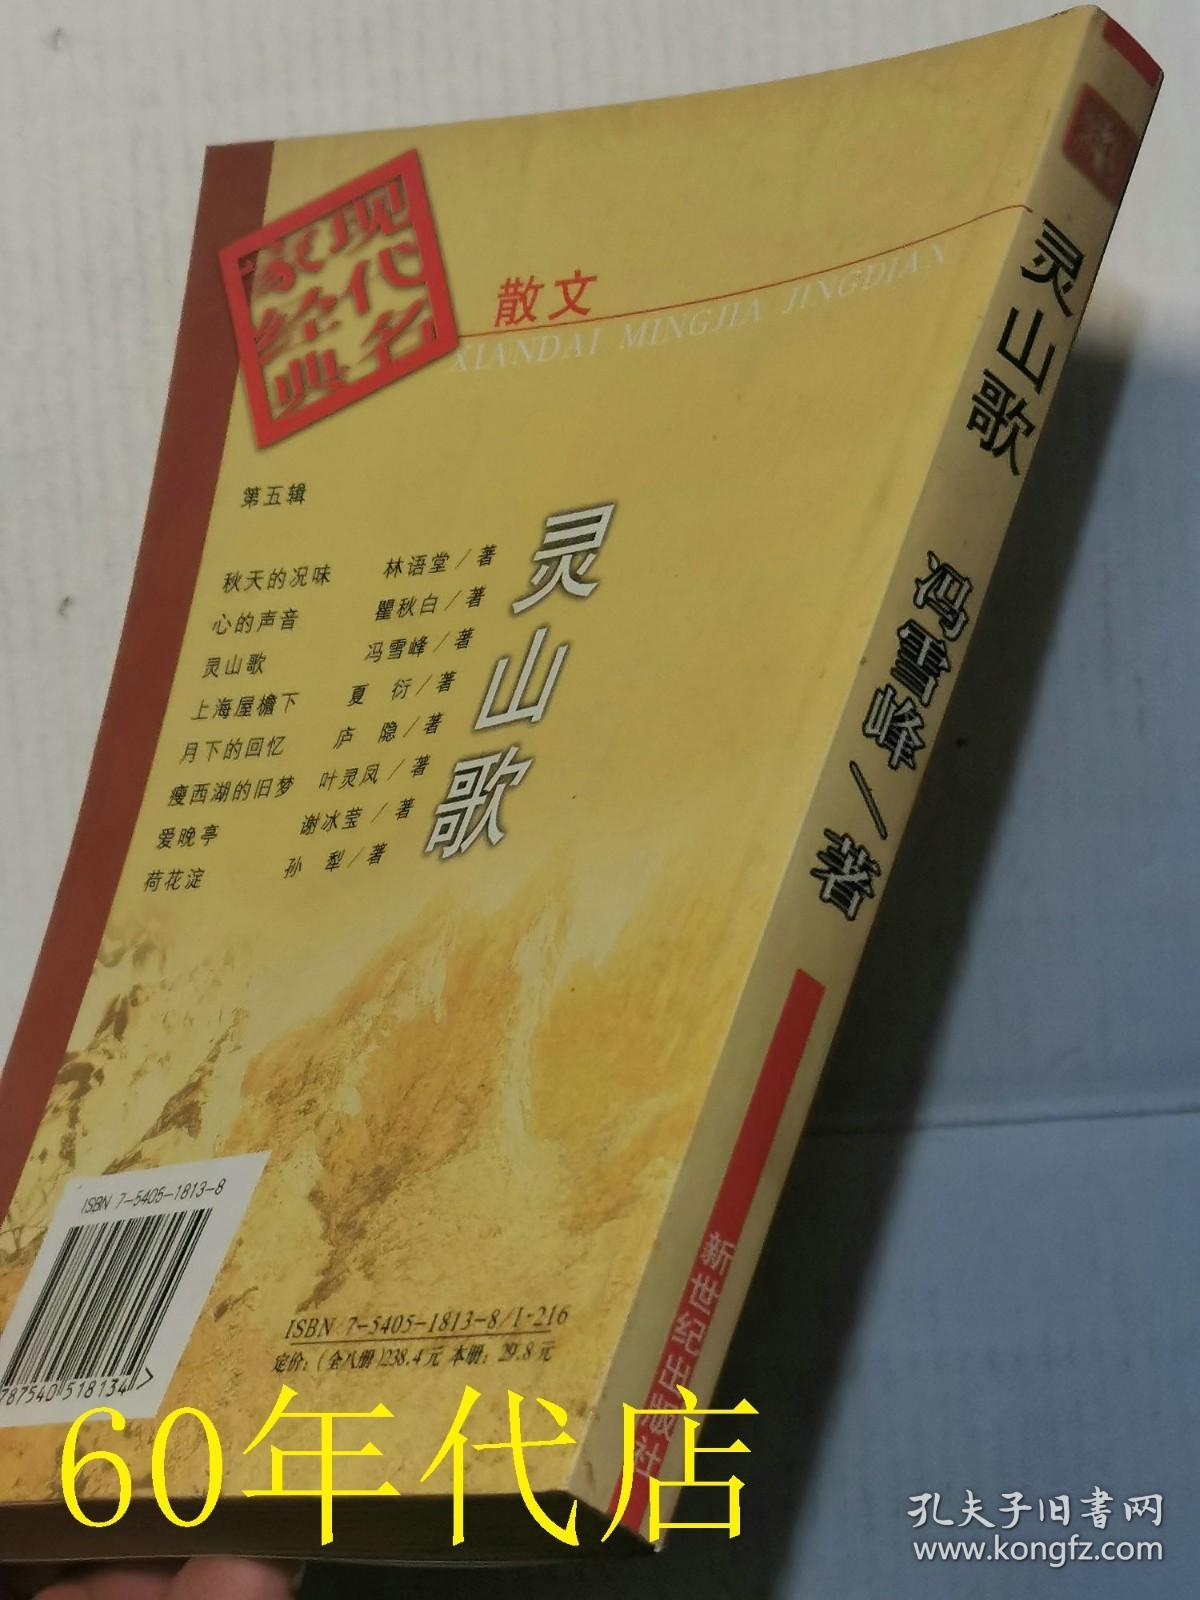 现代名
家经典
散文
XIANDAI MINGJIA JINGDIAN
第五辑
秋天的况味 林语堂/著
心的声音 瞿秋白/著
灵山歌 冯雪峰/著
上海屋檐下 夏 衍/著
月下的回忆 庐 隐/著
瘦西湖的旧梦 叶灵凤/著
爱晚亭 谢冰莹/著
荷花淀 孙 犁/著
灵山歌
ISBN 7-5405-1813-8
787540 518134 >
ISBN 7-5405-1813-8/I·216
定价：(全八册)238.4元 本册：29.8元
灵山歌
冯雪峰/著
新世纪出版社
60年代店
孔夫子旧书网
www.kongfz.com